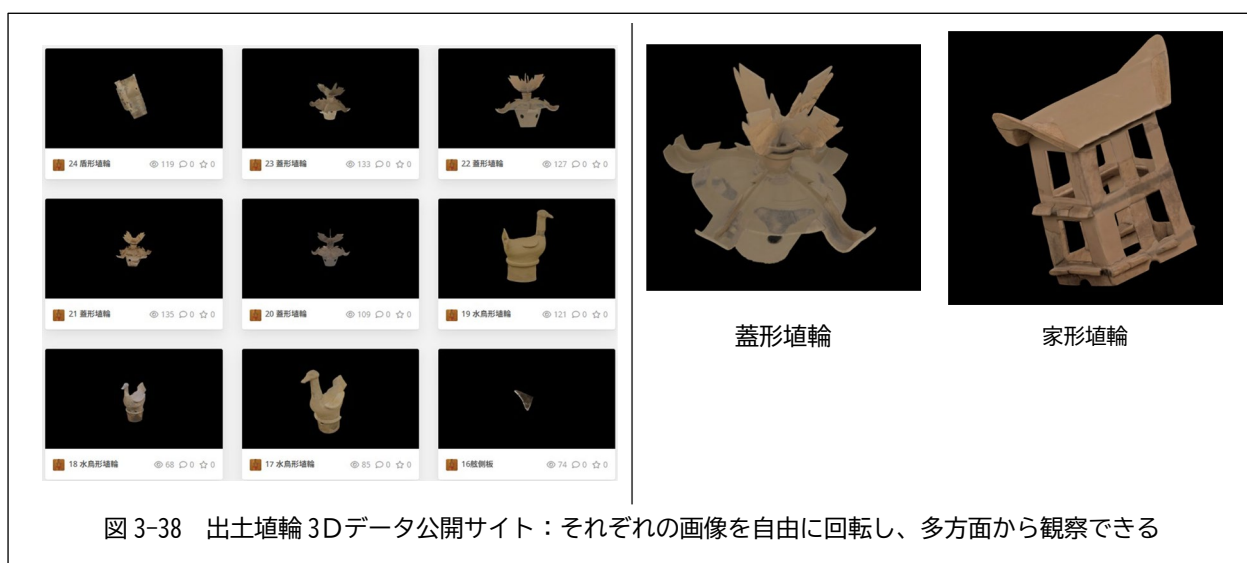 24 盾形埴輪 119 0 0
23 蓋形埴輪 133 0 0
22 蓋形埴輪 127 0 0
21 蓋形埴輪 135 0 0
20 蓋形埴輪 109 0 0
19 水鳥形埴輪 121 0 0
18 水鳥形埴輪 68 0 0
17 水鳥形埴輪 85 0 0
16舷側板 74 0 0
蓋形埴輪
家形埴輪
図 3-38 出土埴輪 3Dデータ公開サイト：それぞれの画像を自由に回転し、多方面から観察できる